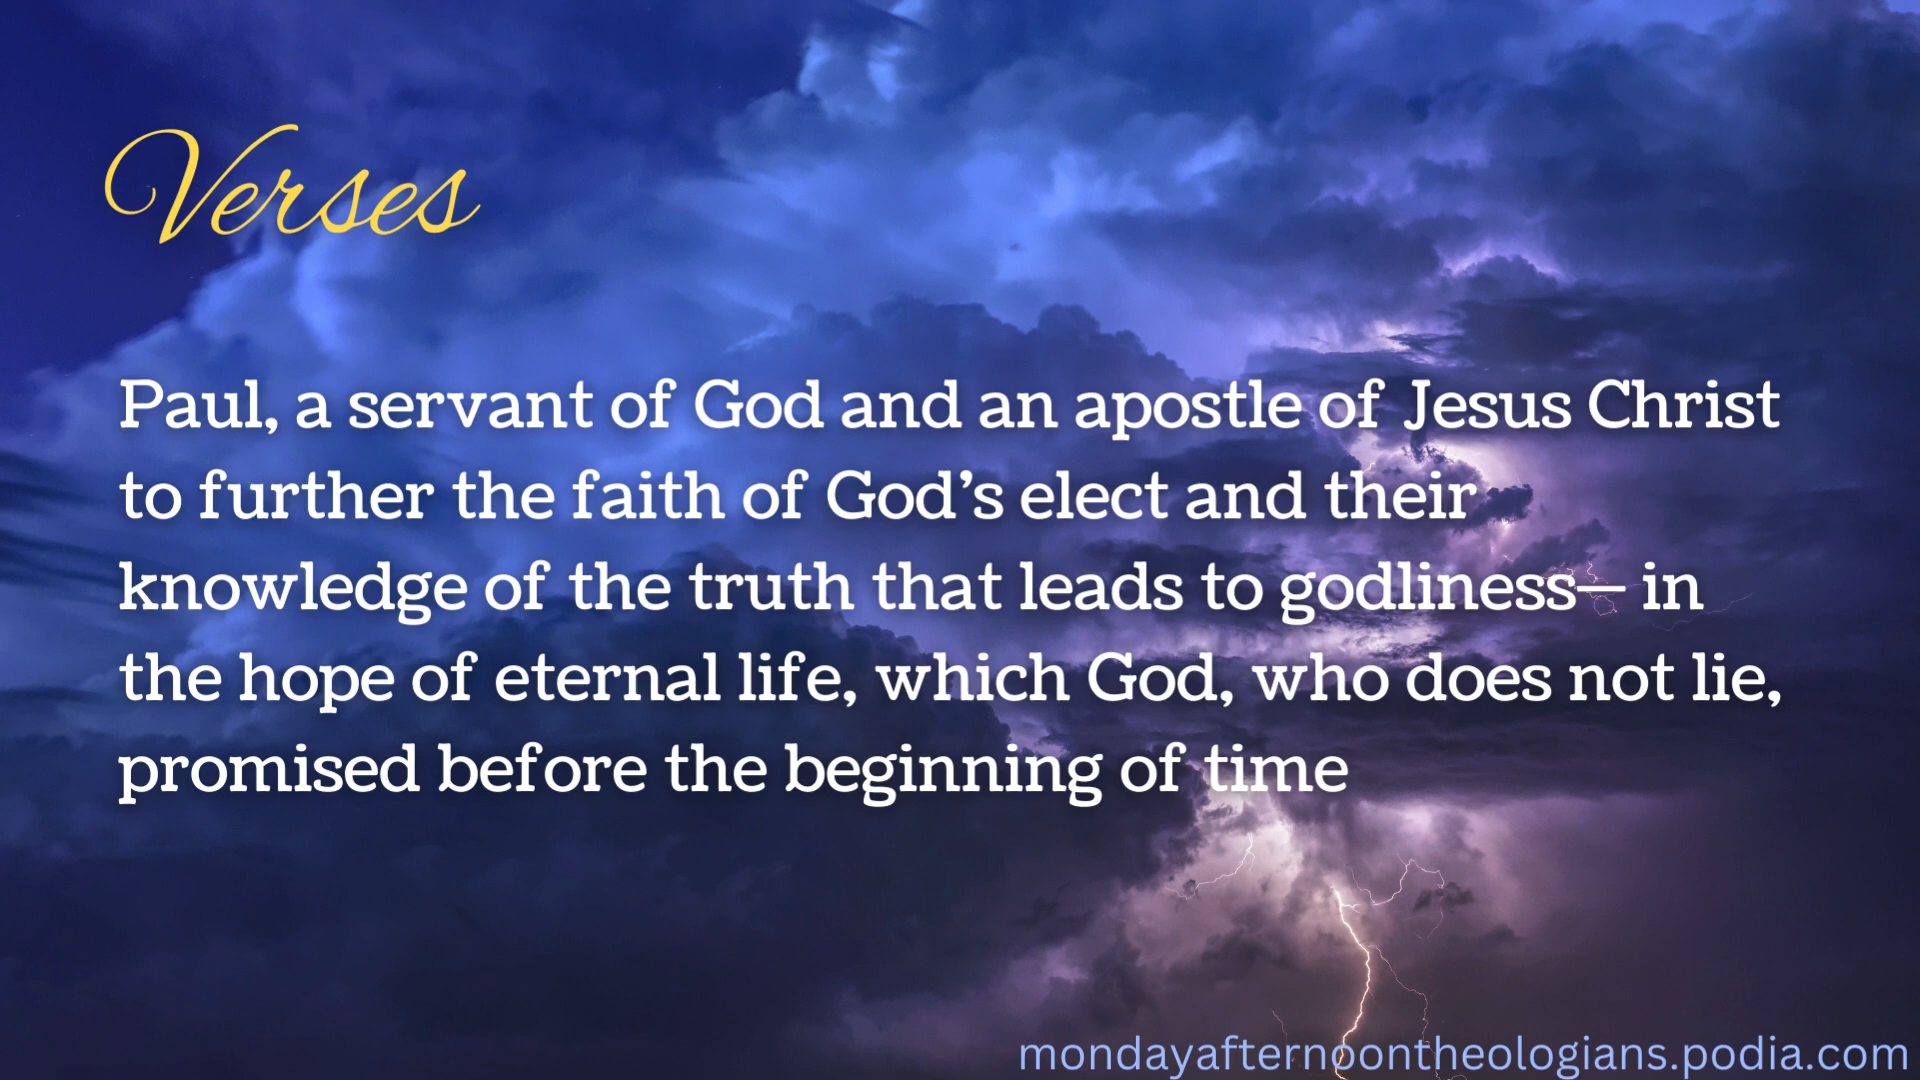 Verses
Paul, a servant of God and an apostle of Jesus Christ
to further the faith of God’s elect and their
knowledge of the truth that leads to godliness— in
the hope of eternal life, which God, who does not lie,
promised before the beginning of time
mondayafternoontheologians.podia.com